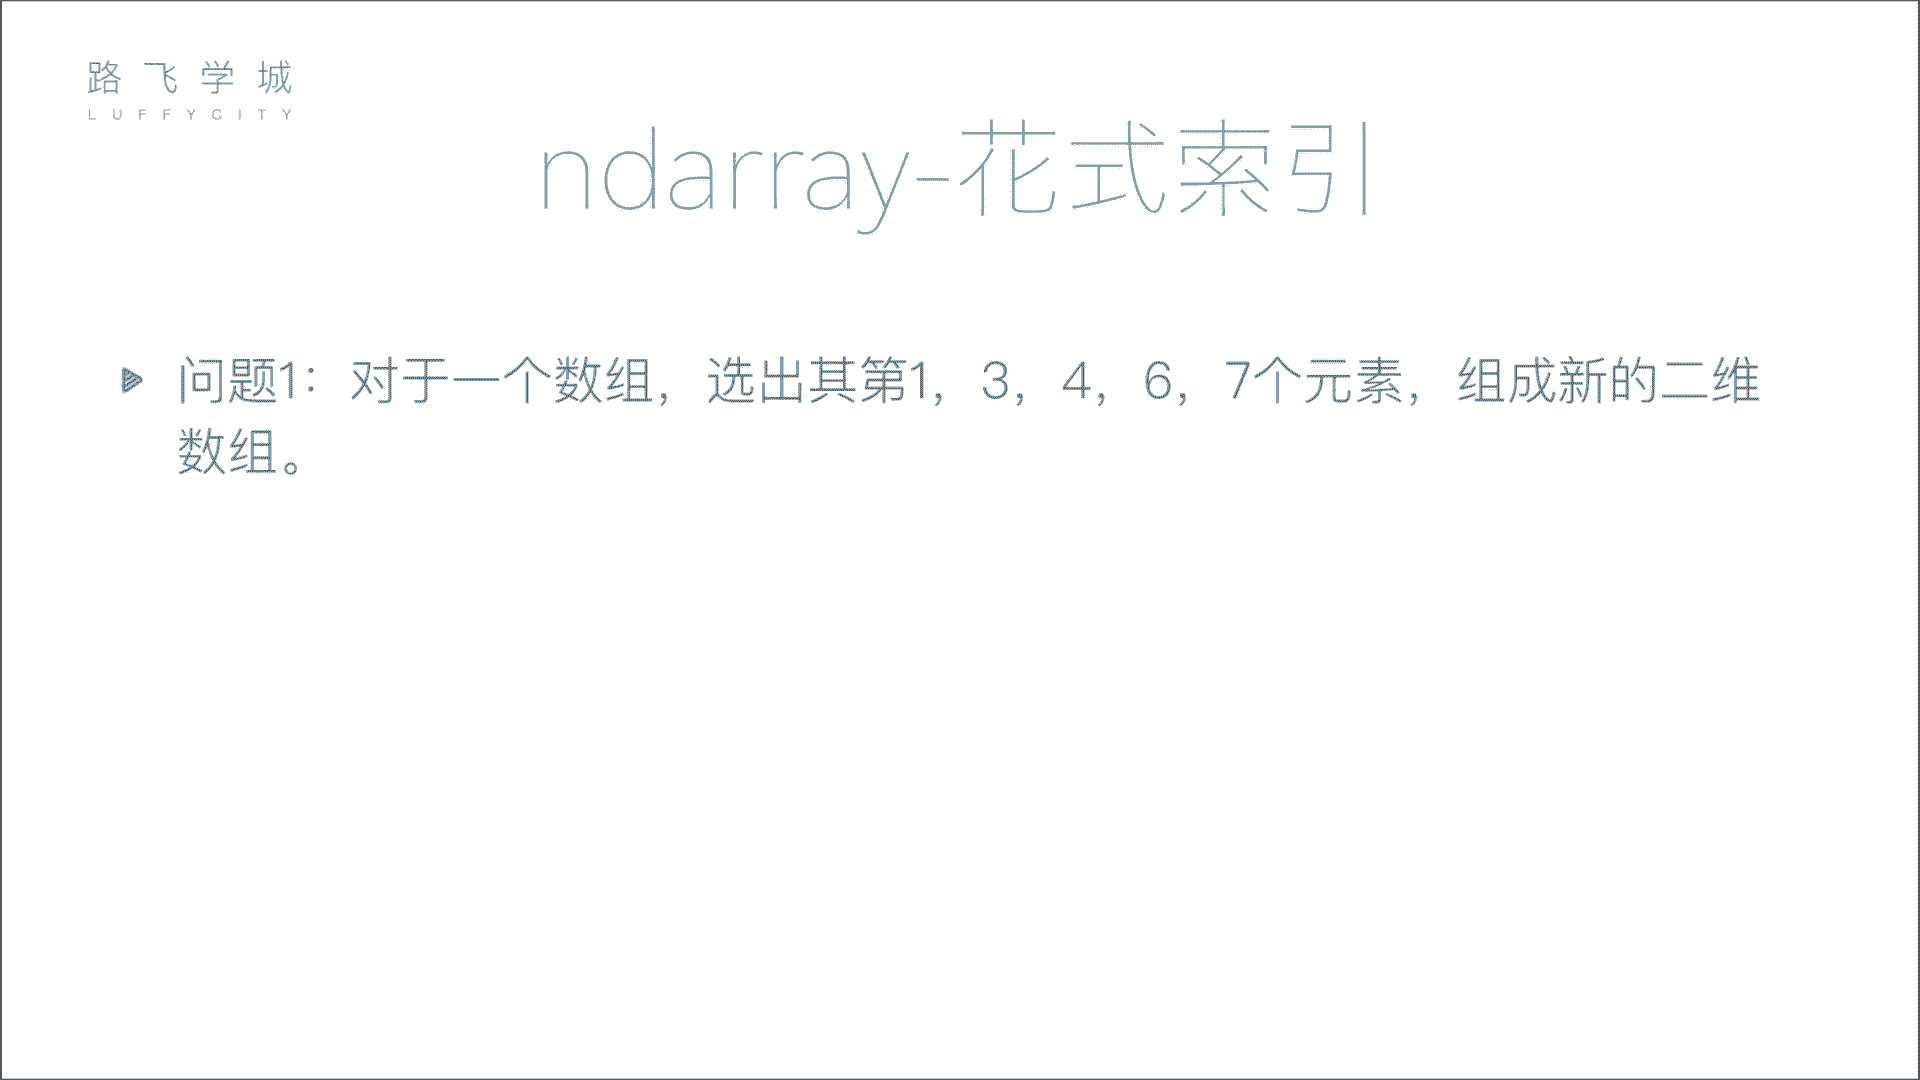 路飞学城
LUFFYCITY
ndarray-花式索引
问题1：对于一个数组，选出其第1，3，4，6，7个元素，组成新的二维
数组。